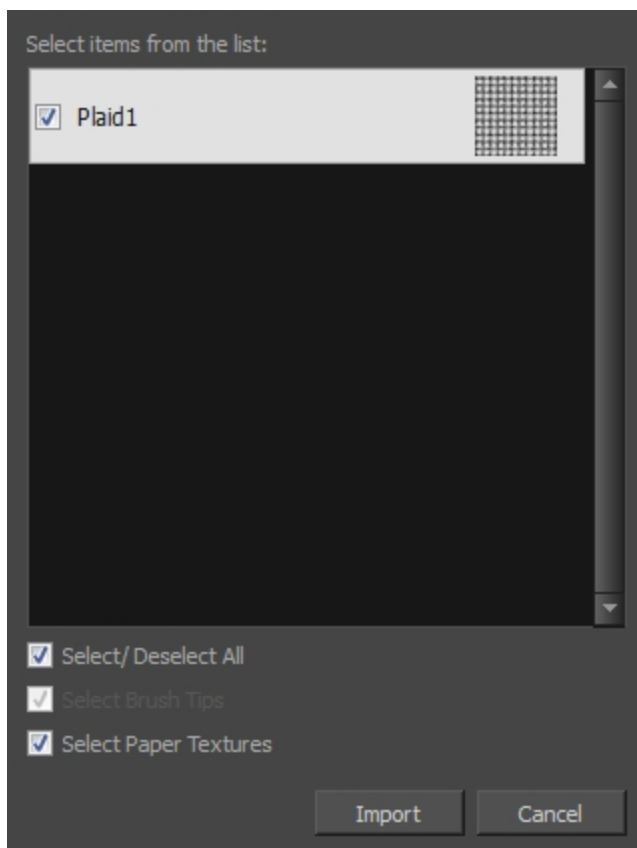 Select items from the list:
Plaid1
Select/ Deselect All
Select Brush Tips
Select Paper Textures
Import Cancel